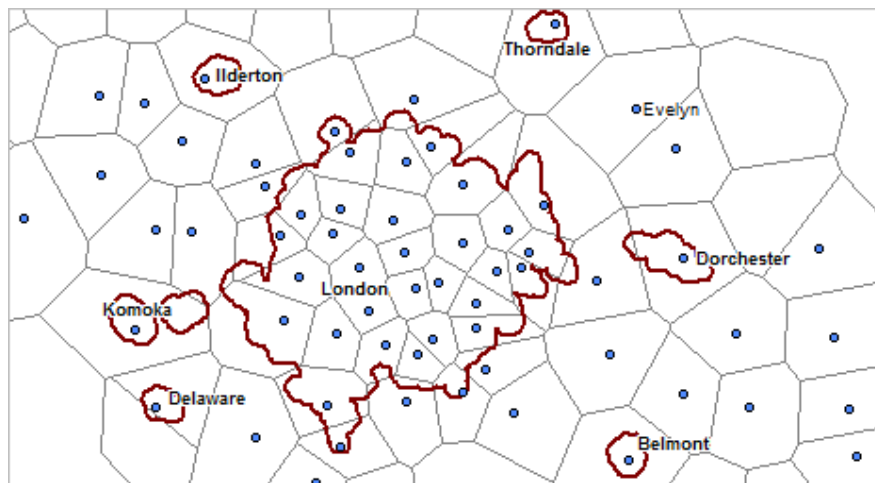 Thorndale
Ilderton
Evelyn
Dorchester
London
Komoka
Delaware
Belmont